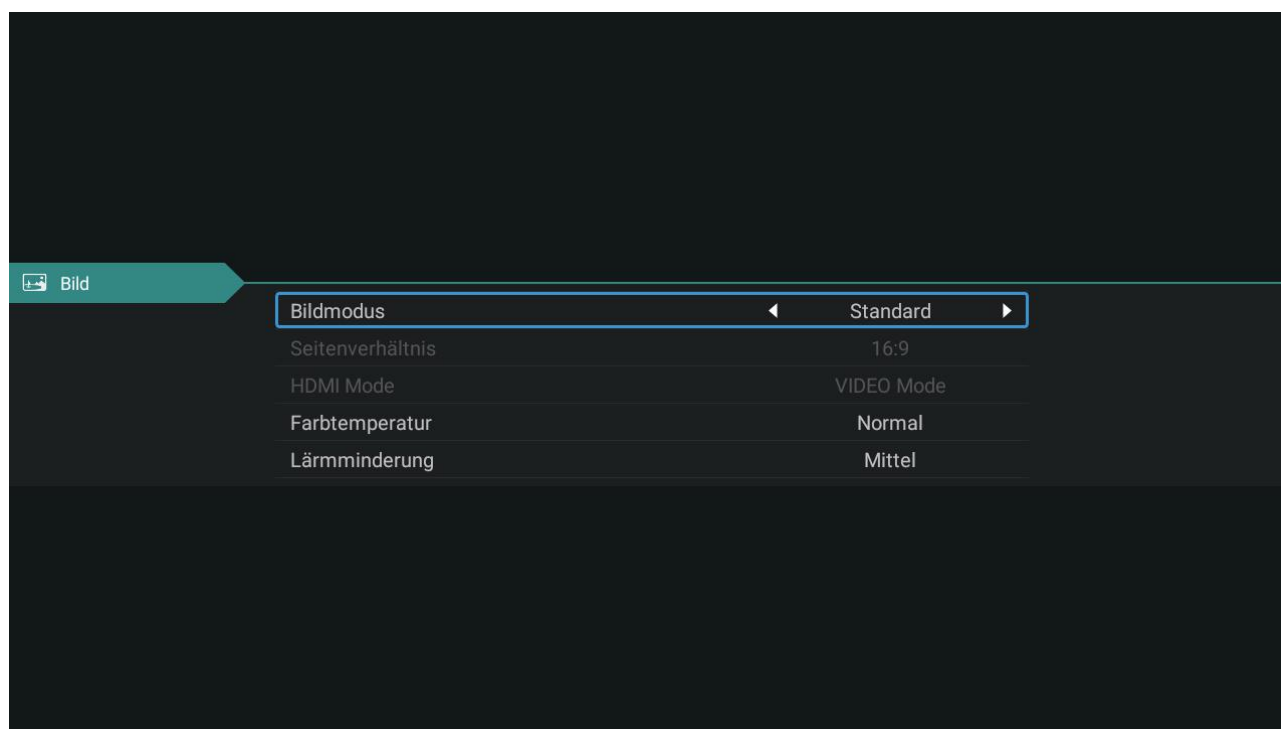 Bild
Bildmodus Standard
Seitenverhältnis 16:9
HDMI Mode VIDEO Mode
Farbtemperatur Normal
Lärmminderung Mittel